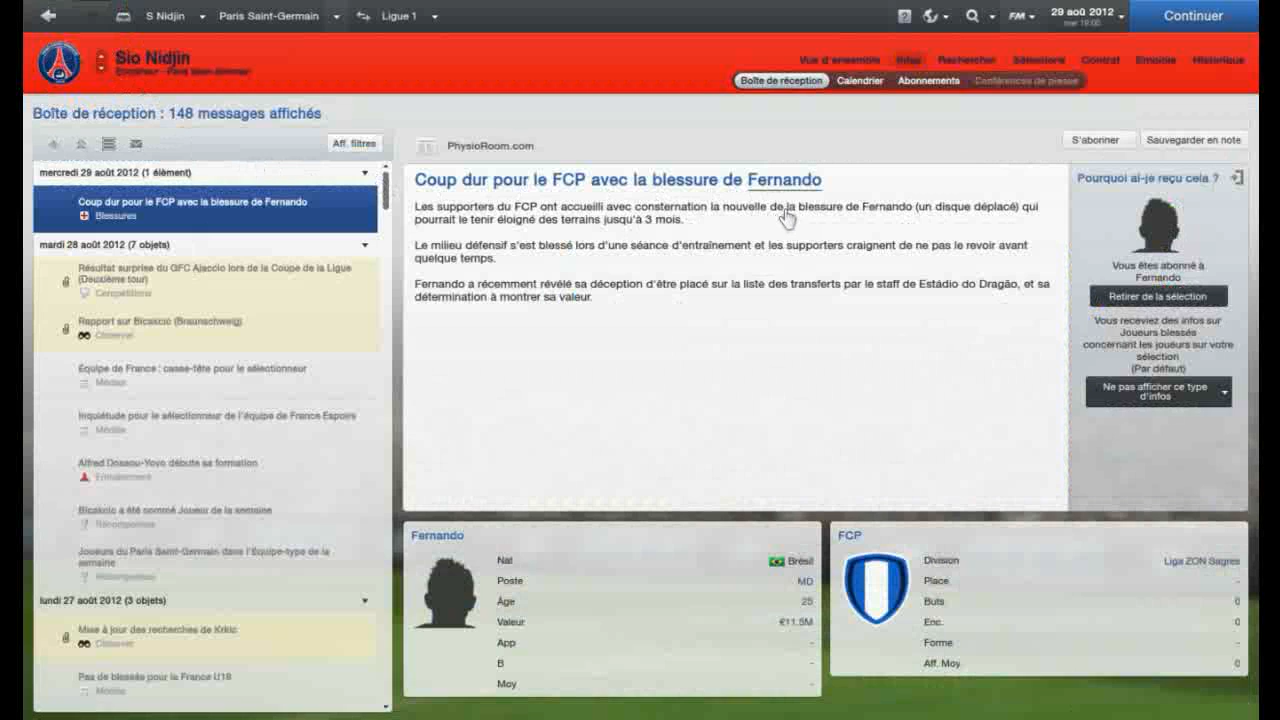 S Nidjin
Paris Saint-Germain
Ligue 1
FM
29 aoû 2012
mer 19:00
Continuer
Sio Nidjin
Entraîneur - Paris Saint-Germain
Vue d'ensemble
Infos
Rechercher
Sélections
Contrat
Emplois
Historique
Boîte de réception
Calendrier
Abonnements
Conférences de presse
Boîte de réception : 148 messages affichés
Aff. filtres
mercredi 29 août 2012 (1 élément)
Coup dur pour le FCP avec la blessure de Fernando
Blessures
mardi 28 août 2012 (7 objets)
Résultat surprise du GFC Ajaccio lors de la Coupe de la Ligue
(Deuxième tour)
Compétitions
Rapport sur Bicakcic (Braunschweig)
Observer
Équipe de France : casse-tête pour le sélectionneur
Médias
Inquiétude pour le sélectionneur de l'équipe de France Espoirs
Médias
Alfred Dossou-Yovo débute sa formation
Entraînement
Bicakcic a été nommé Joueur de la semaine
Récompenses
Joueurs du Paris Saint-Germain dans l'Équipe-type de la
semaine
Récompenses
lundi 27 août 2012 (3 objets)
Mise à jour des recherches de Krkic
Observer
Pas de blessés pour la France U18
Médias
PhysioRoom.com
S'abonner
Sauvegarder en note
Coup dur pour le FCP avec la blessure de Fernando
Les supporters du FCP ont accueilli avec consternation la nouvelle de la blessure de Fernando (un disque déplacé) qui
pourrait le tenir éloigné des terrains jusqu'à 3 mois.
Le milieu défensif s'est blessé lors d'une séance d'entraînement et les supporters craignent de ne pas le revoir avant
quelque temps.
Fernando a récemment révélé sa déception d'être placé sur la liste des transferts par le staff de Estádio do Dragão, et sa
détermination à montrer sa valeur.
Pourquoi ai-je reçu cela ?
Vous êtes abonné à
Fernando
Retirer de la sélection
Vous receviez des infos sur
Joueurs blessés
concernant les joueurs sur votre
sélection
(Par défaut)
Ne pas afficher ce type
d'infos
Fernando
Nat Brésil
Poste MD
Âge 25
Valeur €11.5M
App -
B -
Moy -
FCP
Division Liga ZON Sagres
Place -
Buts 0
Enc. 0
Forme -
Aff. Moy. 0